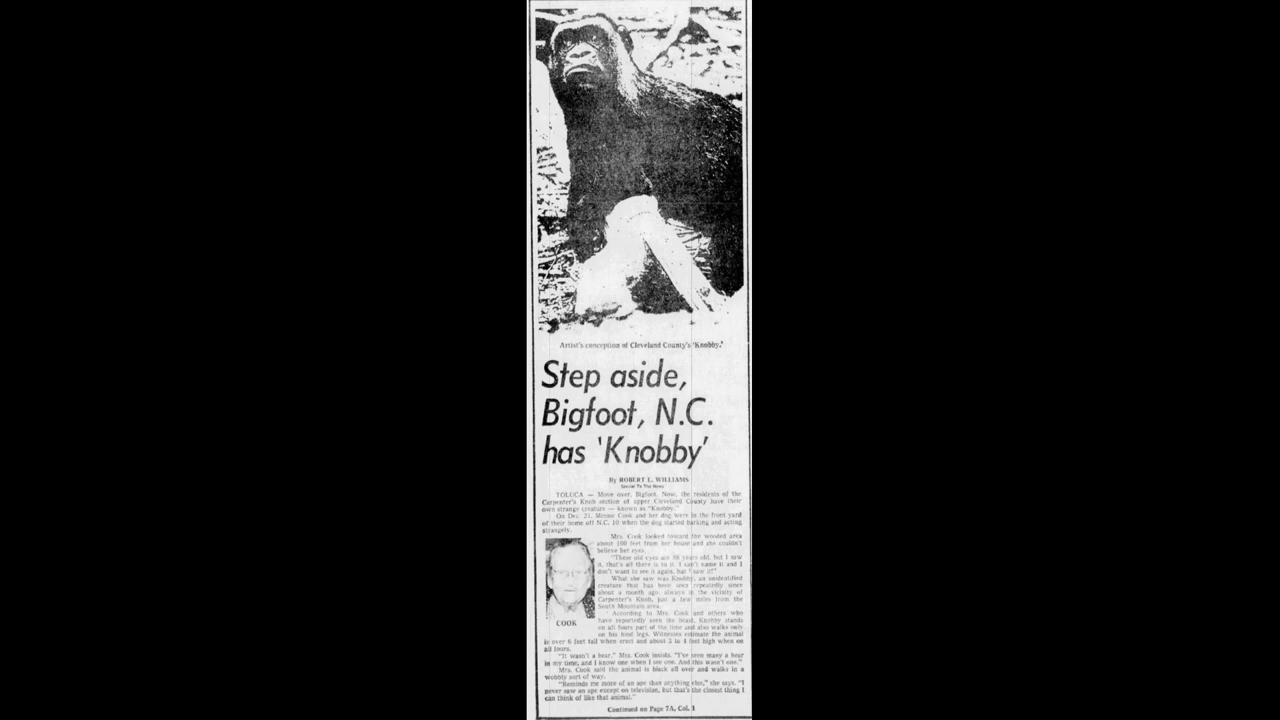 Artist's conception of Cleveland County's 'Knobby.'
Step aside,
Bigfoot, N.C.
has 'Knobby'
By ROBERT L. WILLIAMS
Special To The News
TOLUCA — Move over, Bigfoot. Now, the residents of the
Carpenter's Knob section of upper Cleveland County have their
own strange creature — known as "Knobby."
On Dec. 21, Minnie Cook and her dog were in the front yard
of their home off N.C. 10 when the dog started barking and acting
strangely.
Mrs. Cook looked toward the wooded area
about 100 feet from her house and she couldn't
believe her eyes.
"These old eyes are 88 years old, but I saw
it, that's all there is to it. I can't name it and I
don't want to see it again, but I saw it!"
What she saw was Knobby, an unidentified
creature that has been seen repeatedly since
about a month ago, always in the vicinity of
Carpenter's Knob, just a few miles from the
South Mountain area.
According to Mrs. Cook and others who
have reportedly seen the beast, Knobby stands
on all fours part of the time and also walks only
on his hind legs. Witnesses estimate the animal
COOK
is over 6 feet tall when erect and about 3 to 4 feet high when on
all fours.
"It wasn't a bear," Mrs. Cook insists. "I've seen many a bear
in my time, and I know one when I see one. And this wasn't one."
Mrs. Cook said the animal is black all over and walks in a
wobbly sort of way.
"Reminds me more of an ape than anything else," she says. "I
never saw an ape except on television, but that's the closest thing I
can think of like that animal."
Continued on Page 7A, Col. 1